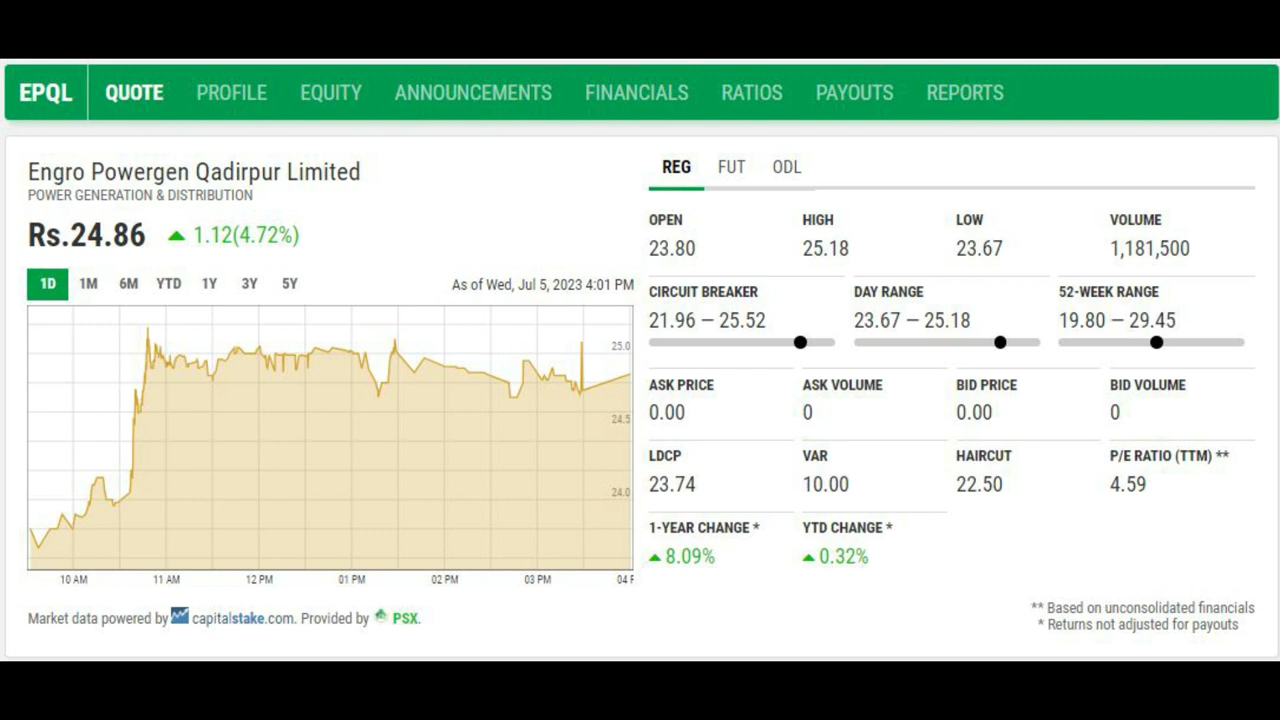 EPQL QUOTE PROFILE EQUITY ANNOUNCEMENTS FINANCIALS RATIOS PAYOUTS REPORTS
Engro Powergen Qadirpur Limited
POWER GENERATION & DISTRIBUTION
Rs.24.86 ▲ 1.12(4.72%)
1D 1M 6M YTD 1Y 3Y 5Y As of Wed, Jul 5, 2023 4:01 PM
25.0
24.5
24.0
10 AM 11 AM 12 PM 01 PM 02 PM 03 PM 04 P
Market data powered by capitalstake.com. Provided by PSX.
REG FUT ODL
OPEN HIGH LOW VOLUME
23.80 25.18 23.67 1,181,500
CIRCUIT BREAKER DAY RANGE 52-WEEK RANGE
21.96 — 25.52 23.67 — 25.18 19.80 — 29.45
ASK PRICE ASK VOLUME BID PRICE BID VOLUME
0.00 0 0.00 0
LDCP VAR HAIRCUT P/E RATIO (TTM) **
23.74 10.00 22.50 4.59
1-YEAR CHANGE * YTD CHANGE *
▲ 8.09% ▲ 0.32%
** Based on unconsolidated financials
* Returns not adjusted for payouts